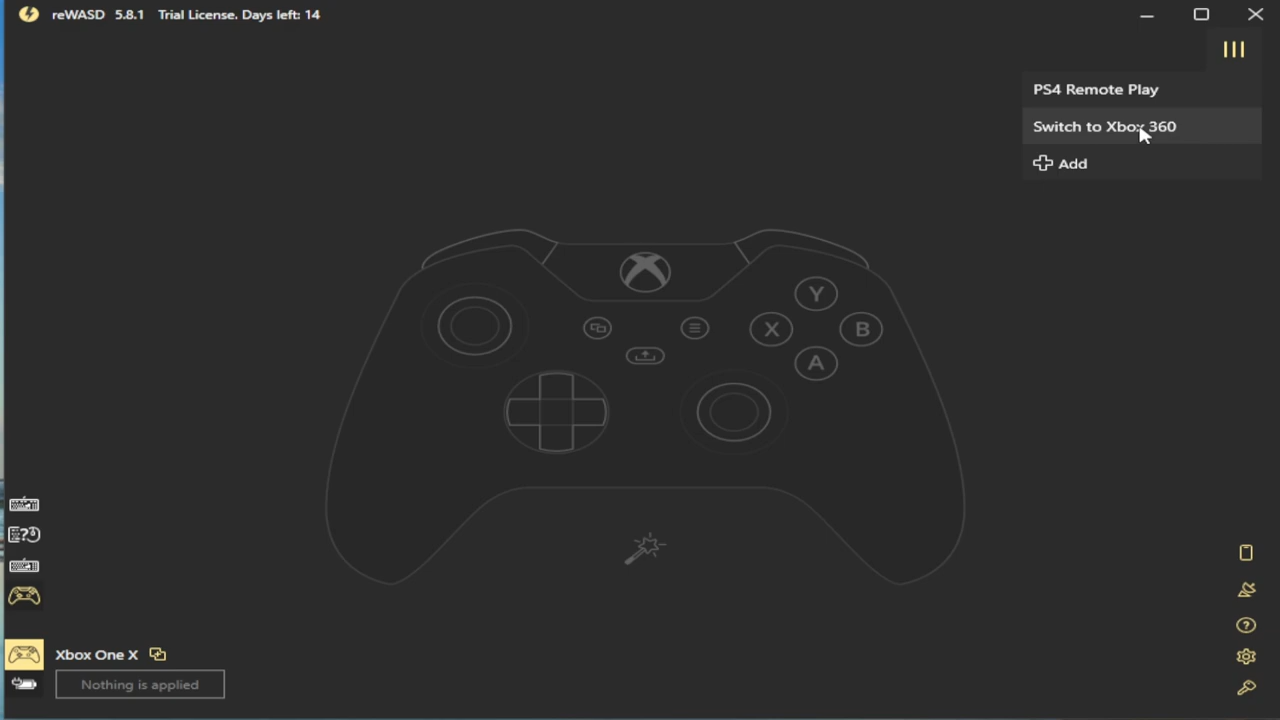 reWASD 5.8.1 Trial License. Days left: 14
PS4 Remote Play
Switch to Xbox 360
Add
Y
X
B
A
Xbox One X
Nothing is applied